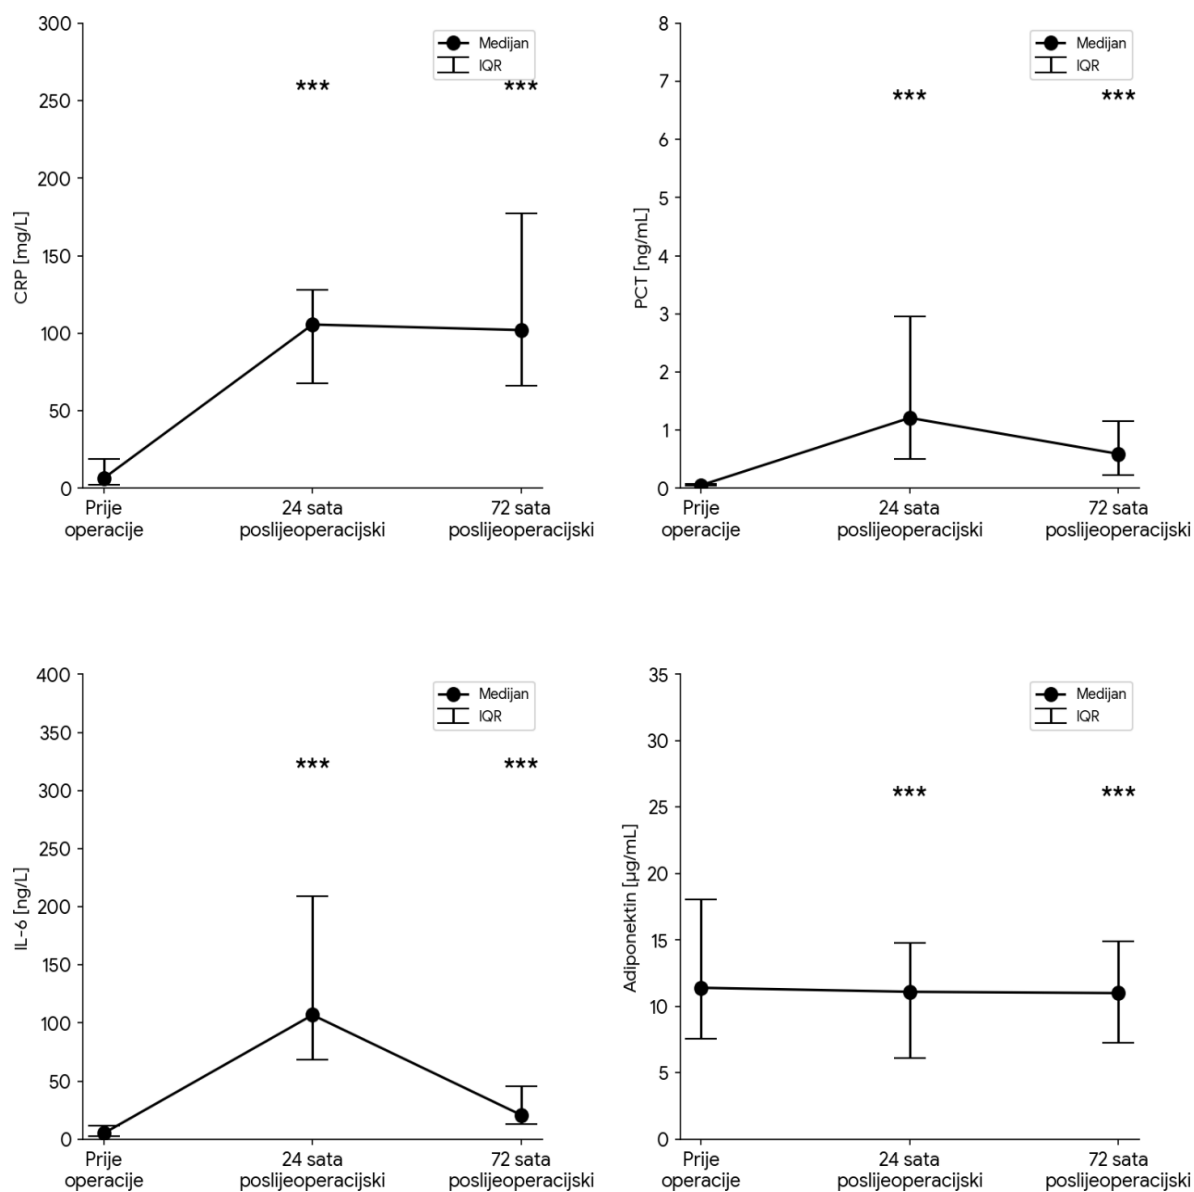 300
250
200
150
100
50
0
CRP [mg/L]
Medijan
IQR
***
***
Prije
operacije
24 sata
poslijeoperacijski
72 sata
poslijeoperacijski
8
7
6
5
4
3
2
1
0
PCT [ng/mL]
Medijan
IQR
***
***
Prije
operacije
24 sata
poslijeoperacijski
72 sata
poslijeoperacijski
400
350
300
250
200
150
100
50
0
IL-6 [ng/L]
Medijan
IQR
***
***
Prije
operacije
24 sata
poslijeoperacijski
72 sata
poslijeoperacijski
35
30
25
20
15
10
5
0
Adiponektin [µg/mL]
Medijan
IQR
***
***
Prije
operacije
24 sata
poslijeoperacijski
72 sata
poslijeoperacijski